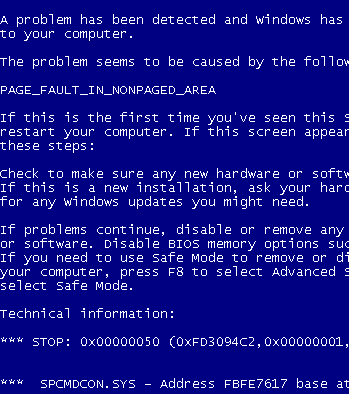 A problem has been detected and Windows has
to your computer.
The problem seems to be caused by the follow
PAGE_FAULT_IN_NONPAGED_AREA
If this is the first time you've seen this S
restart your computer. If this screen appear
these steps:
Check to make sure any new hardware or softw
If this is a new installation, ask your hard
for any Windows updates you might need.
If problems continue, disable or remove any
or software. Disable BIOS memory options suc
If you need to use Safe Mode to remove or di
your computer, press F8 to select Advanced S
select Safe Mode.
Technical information:
*** STOP: 0x00000050 (0xFD3094C2,0x00000001,
*** SPCMDCON.SYS - Address FBFE7617 base at